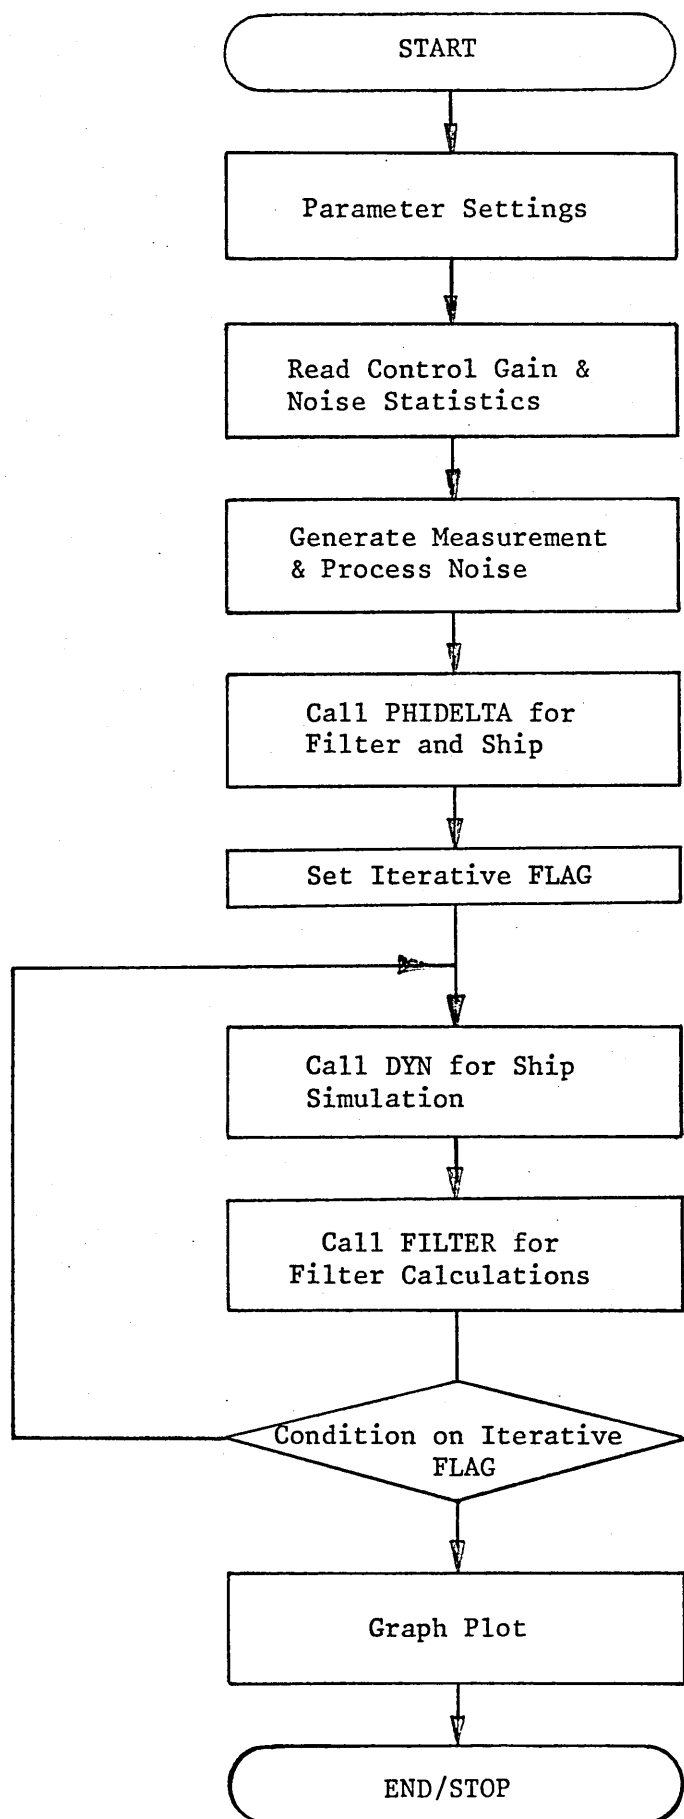 START
Parameter Settings
Read Control Gain &
Noise Statistics
Generate Measurement
& Process Noise
Call PHIDELTA for
Filter and Ship
Set Iterative FLAG
Call DYN for Ship
Simulation
Call FILTER for
Filter Calculations
Condition on Iterative
FLAG
Graph Plot
END/STOP